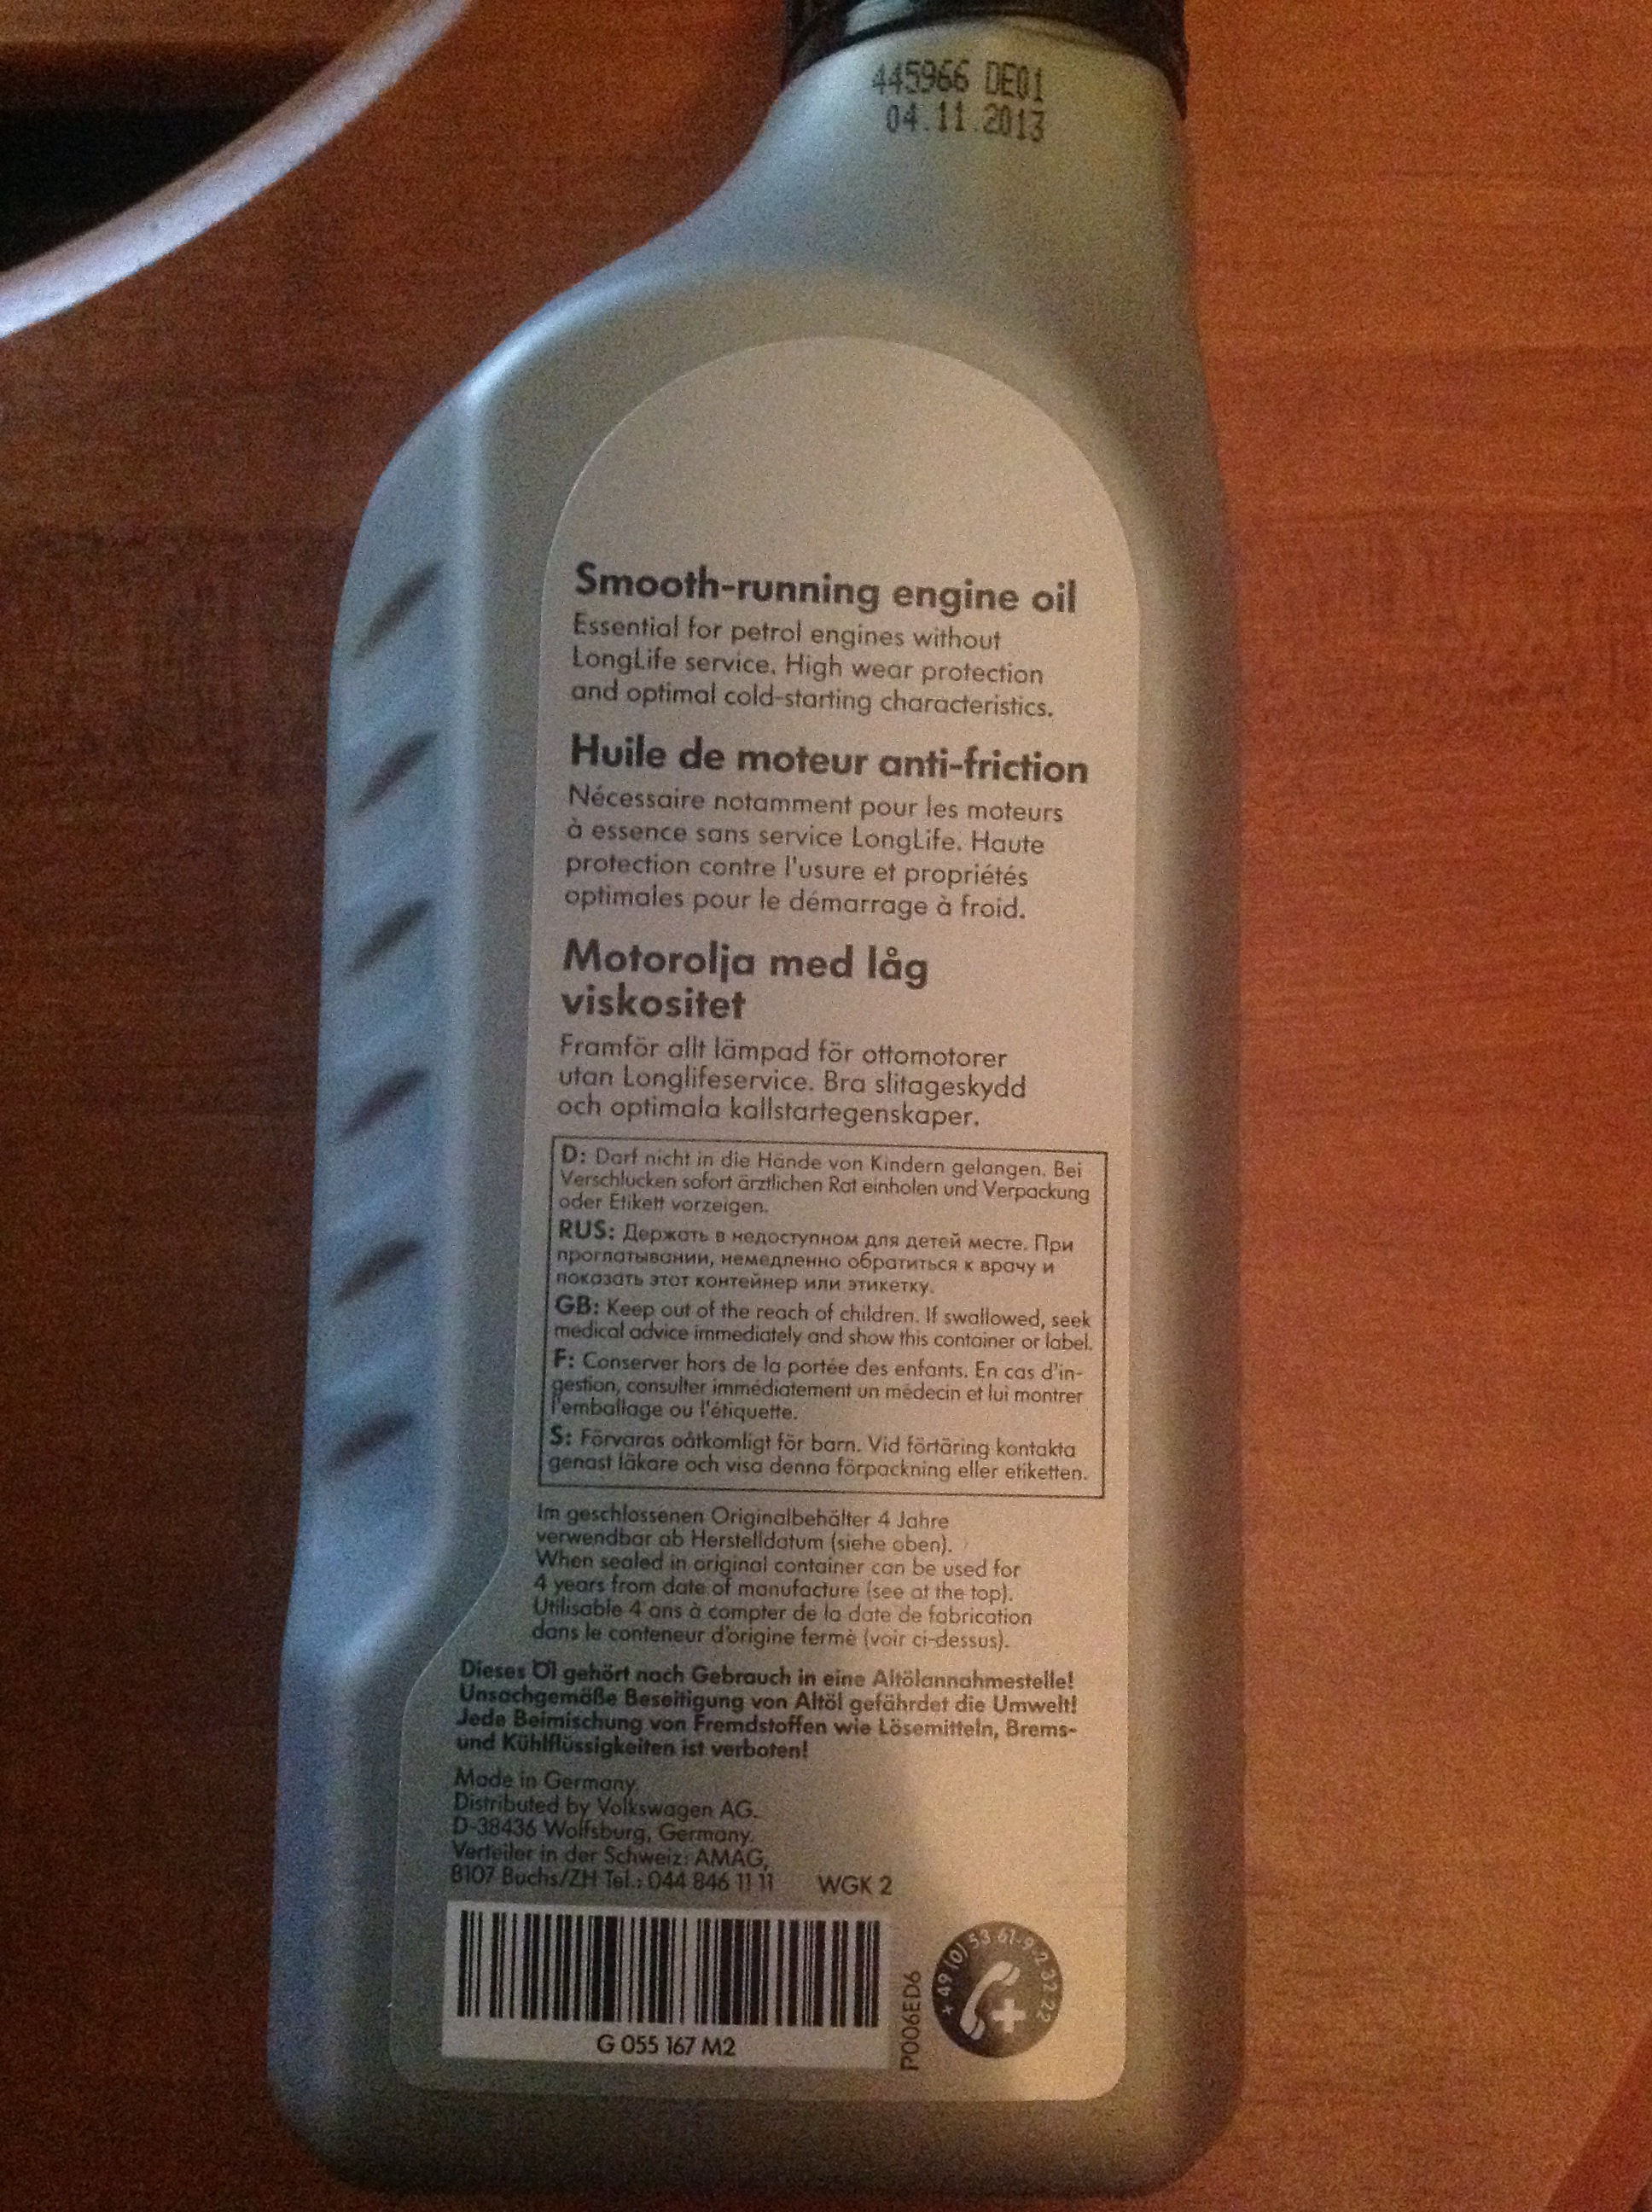 445966 DE01
04.11.2013
Smooth-running engine oil
Essential for petrol engines without
LongLife service. High wear protection
and optimal cold-starting characteristics.
Huile de moteur anti-friction
Nécessaire notamment pour les moteurs
à essence sans service LongLife. Haute
protection contre l'usure et propriétés
optimales pour le démarrage à froid.
Motorolja med låg
viskositet
Framför allt lämpad för ottomotorer
utan Longlifeservice. Bra slitageskydd
och optimala kallstartegenskaper.
D: Darf nicht in die Hände von Kindern gelangen. Bei
Verschlucken sofort ärztlichen Rat einholen und Verpackung
oder Etikett vorzeigen.
RUS: Держать в недоступном для детей месте. При
проглатывании, немедленно обратиться к врачу и
показать этот контейнер или этикетку.
GB: Keep out of the reach of children. If swallowed, seek
medical advice immediately and show this container or label.
F: Conserver hors de la portée des enfants. En cas d'in-
gestion, consulter immédiatement un médecin et lui montrer
l'emballage ou l'étiquette.
S: Förvaras oåtkomligt för barn. Vid förtäring kontakta
genast läkare och visa denna förpackning eller etiketten.
Im geschlossenen Originalbehälter 4 Jahre
verwendbar ab Herstelldatum (siehe oben).
When sealed in original container can be used for
4 years from date of manufacture (see at the top).
Utilisable 4 ans à compter de la date de fabrication
dans le conteneur d'origine fermé (voir ci-dessus).
Dieses Öl gehört nach Gebrauch in eine Altölannahmestelle!
Unsachgemäße Beseitigung von Altöl gefährdet die Umwelt!
Jede Beimischung von Fremdstoffen wie Lösemitteln, Brems-
und Kühlflüssigkeiten ist verboten!
Made in Germany.
Distributed by Volkswagen AG.
D-38436 Wolfsburg, Germany.
Verteiler in der Schweiz: AMAG,
8107 Buchs/ZH Tel.: 044 846 11 11 WGK 2
G 055 167 M2
P006ED6
+ 49 (0) 53 61-9-2 32 22